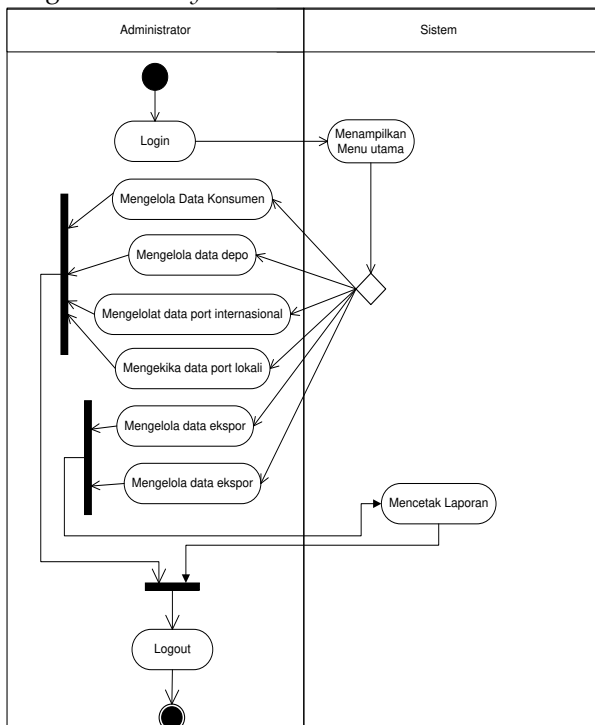 Administrator
Sistem
Login
Menampilkan
Menu utama
Mengelola Data Konsumen
Mengelola data depo
Mengelolat data port internasional
Mengekika data port lokali
Mengelola data ekspor
Mengelola data ekspor
Mencetak Laporan
Logout